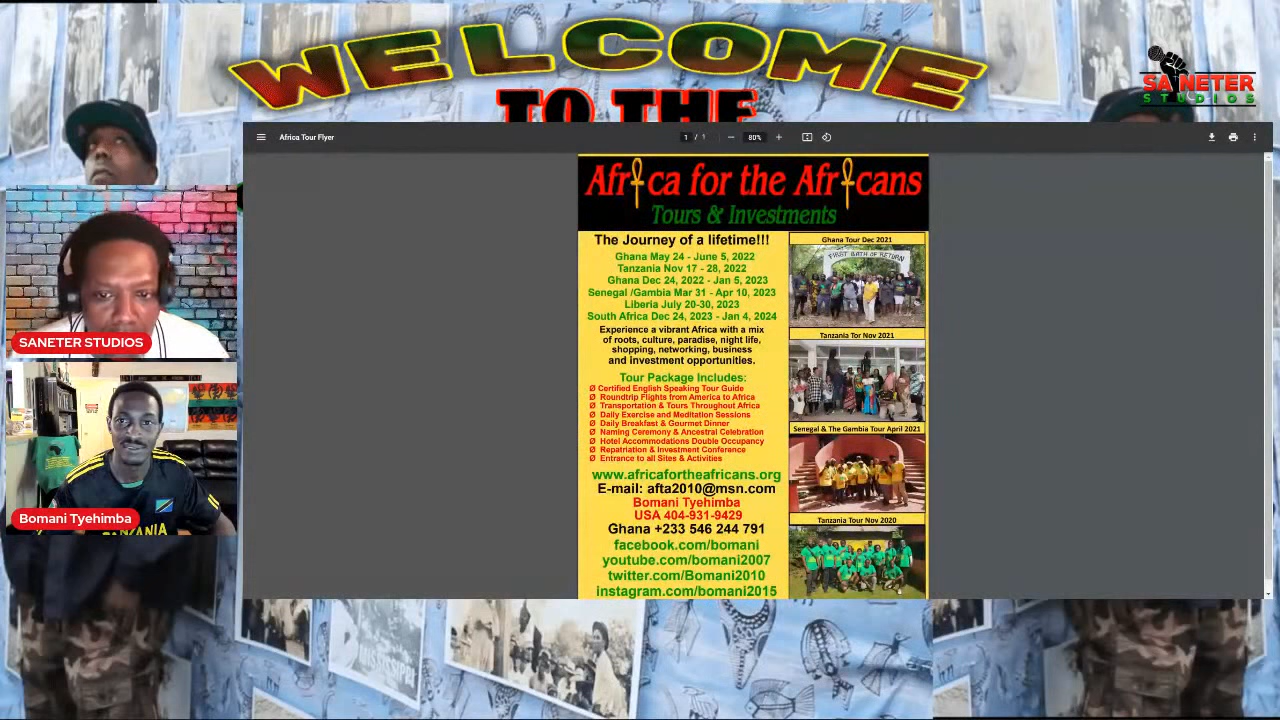 WELCOME
TO THE
SANETER
STUDIOS
Africa Tour Flyer
1 / 1
80%
Africa for the Africans
Tours & Investments
The Journey of a lifetime!!!
Ghana May 24 - June 5, 2022
Tanzania Nov 17 - 28, 2022
Ghana Dec 24, 2022 - Jan 5, 2023
Senegal /Gambia Mar 31 - Apr 10, 2023
Liberia July 20-30, 2023
South Africa Dec 24, 2023 - Jan 4, 2024
Experience a vibrant Africa with a mix
of roots, culture, paradise, night life,
shopping, networking, business
and investment opportunities.
Tour Package Includes:
Ø Certified English Speaking Tour Guide
Ø Roundtrip Flights from America to Africa
Ø Transportation & Tours Throughout Africa
Ø Daily Exercise and Meditation Sessions
Ø Daily Breakfast & Gourmet Dinner
Ø Naming Ceremony & Ancestral Celebration
Ø Hotel Accommodations Double Occupancy
Ø Repatriation & Investment Conference
Ø Entrance to all Sites & Activities
www.africafortheafricans.org
E-mail: afta2010@msn.com
Bomani Tyehimba
USA 404-931-9429
Ghana +233 546 244 791
facebook.com/bomani
youtube.com/bomani2007
twitter.com/Bomani2010
instagram.com/bomani2015
Ghana Tour Dec 2021
FIRST BATH OF RETURN
Tanzania Tor Nov 2021
Senegal & The Gambia Tour April 2021
Tanzania Tour Nov 2020
SANETER STUDIOS
Bomani Tyehimba
TANZANIA
MISSISSIPPI